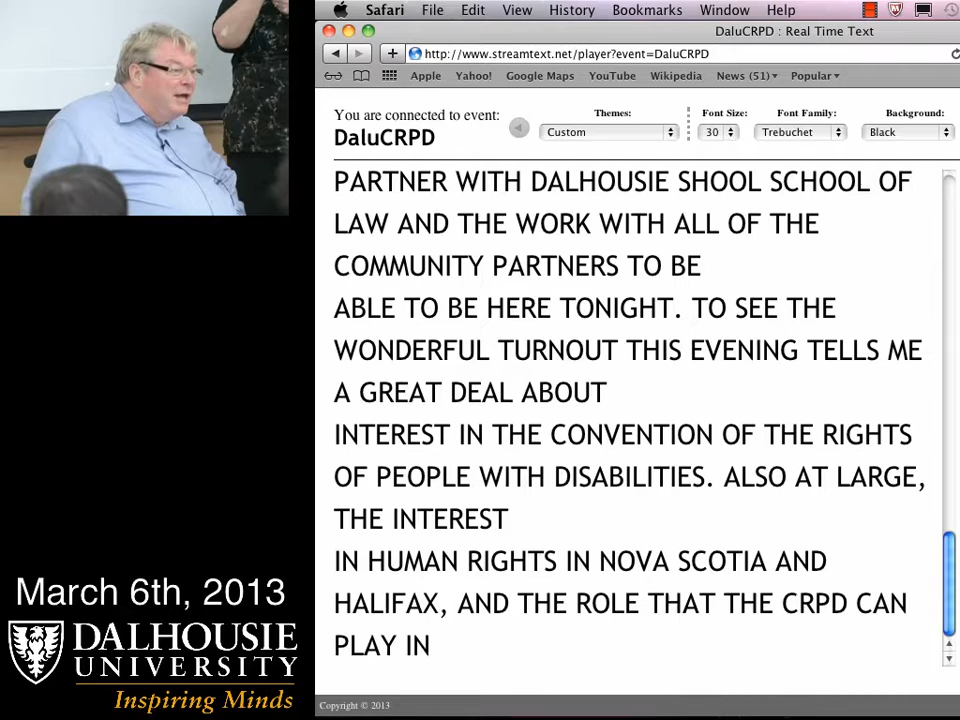 Safari File Edit View History Bookmarks Window Help
DaluCRPD : Real Time Text
http://www.streamtext.net/player?event=DaluCRPD
Apple Yahoo! Google Maps YouTube Wikipedia News (51) Popular
You are connected to event:
DaluCRPD
Themes: Font Size: Font Family: Background:
Custom 30 Trebuchet Black
PARTNER WITH DALHOUSIE SHOOL SCHOOL OF
LAW AND THE WORK WITH ALL OF THE
COMMUNITY PARTNERS TO BE
ABLE TO BE HERE TONIGHT. TO SEE THE
WONDERFUL TURNOUT THIS EVENING TELLS ME
A GREAT DEAL ABOUT
INTEREST IN THE CONVENTION OF THE RIGHTS
OF PEOPLE WITH DISABILITIES. ALSO AT LARGE,
THE INTEREST
IN HUMAN RIGHTS IN NOVA SCOTIA AND
HALIFAX, AND THE ROLE THAT THE CRPD CAN
PLAY IN
Copyright © 2013
March 6th, 2013
DALHOUSIE
UNIVERSITY
Inspiring Minds